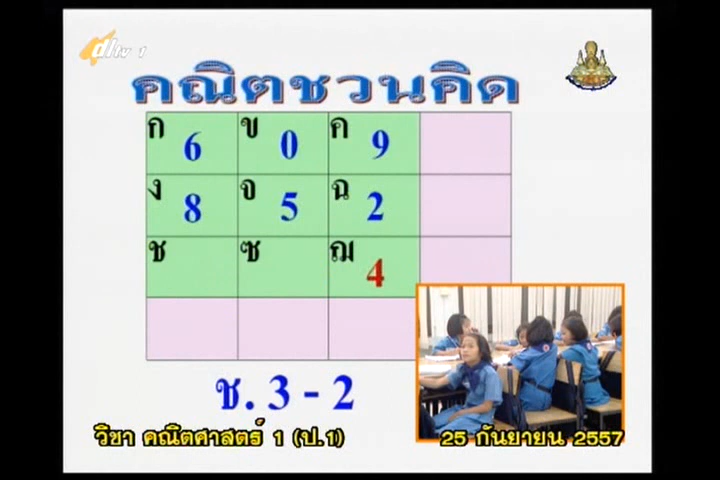 dltv 1
คณิตชวนคิด
ก 6 ข 0 ค 9
ง 8 จ 5 ฉ 2
ช ซ ฌ 4
ช. 3 - 2
วิชา คณิตศาสตร์ 1 (ป.1) 25 กันยายน 2557